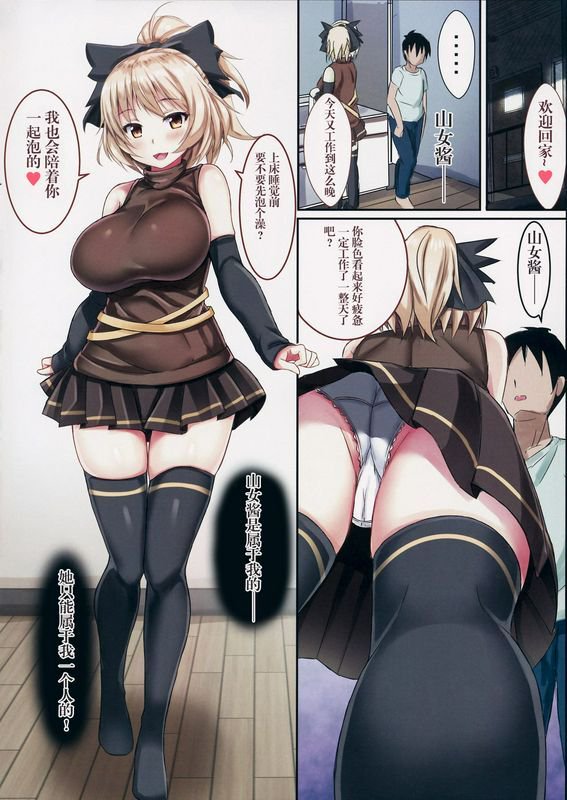 欢迎回家~♥
・・・・・
山女酱——
今天又工作到这么晚
山女酱——
你脸色看起来好疲惫
一定工作了一整天了
吧？
上床睡觉前
要不要先泡个澡？
我也会陪着你
一起泡的♥
山女酱是属于我的——
她只能属于我一个人的！